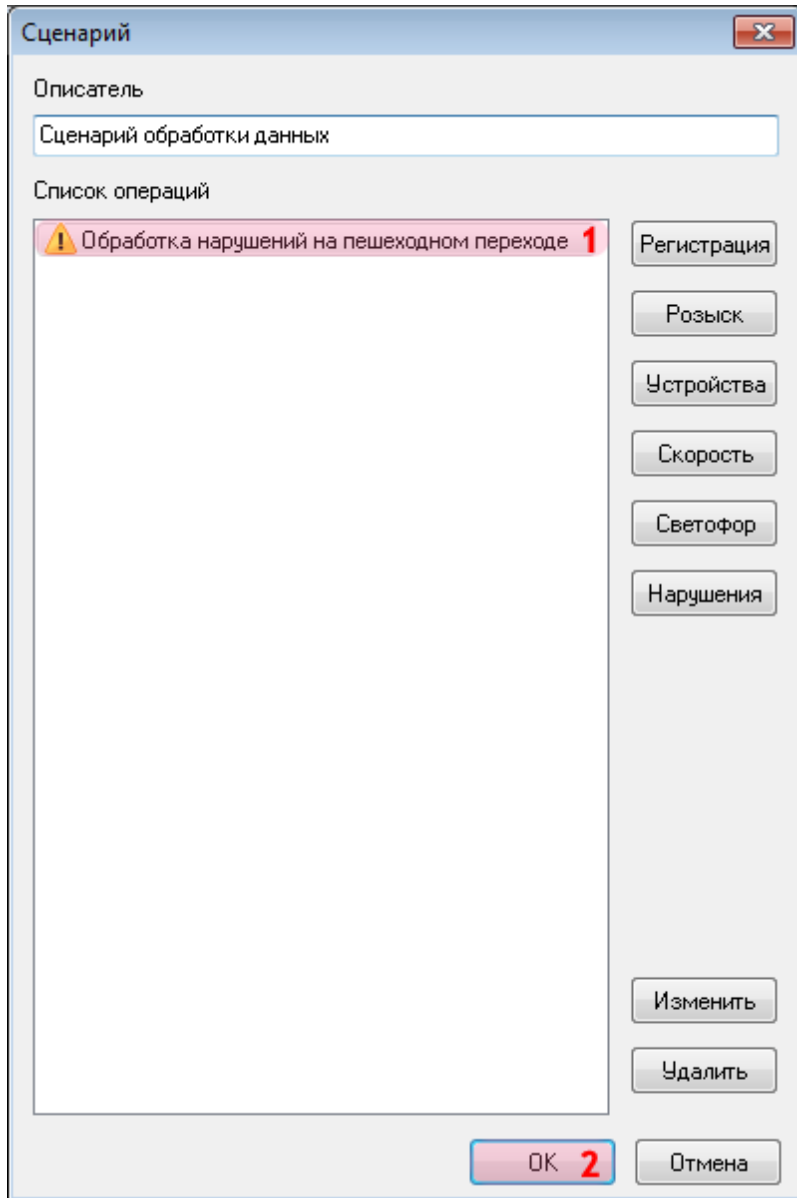 Сценарий
Описатель
Сценарий обработки данных
Список операций
Обработка нарушений на пешеходном переходе 1
Регистрация
Розыск
Устройства
Скорость
Светофор
Нарушения
Изменить
Удалить
OK 2
Отмена